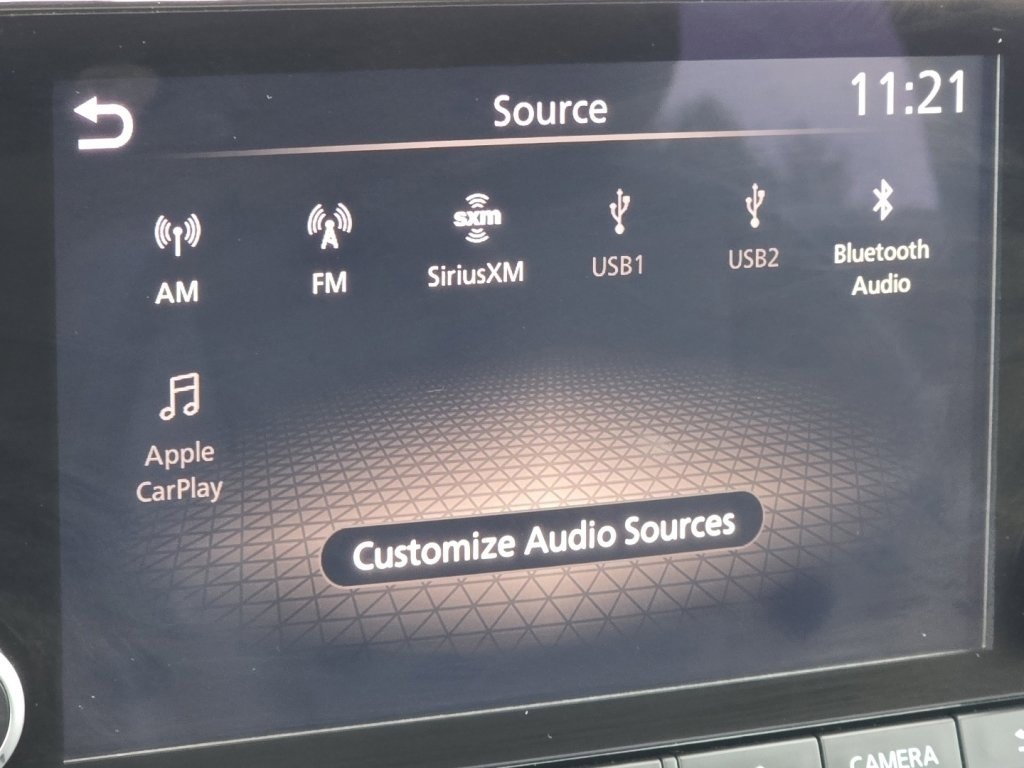 Source
11:21
AM
FM
sxm
SiriusXM
USB1
USB2
Bluetooth
Audio
Apple
CarPlay
Customize Audio Sources
CAMERA